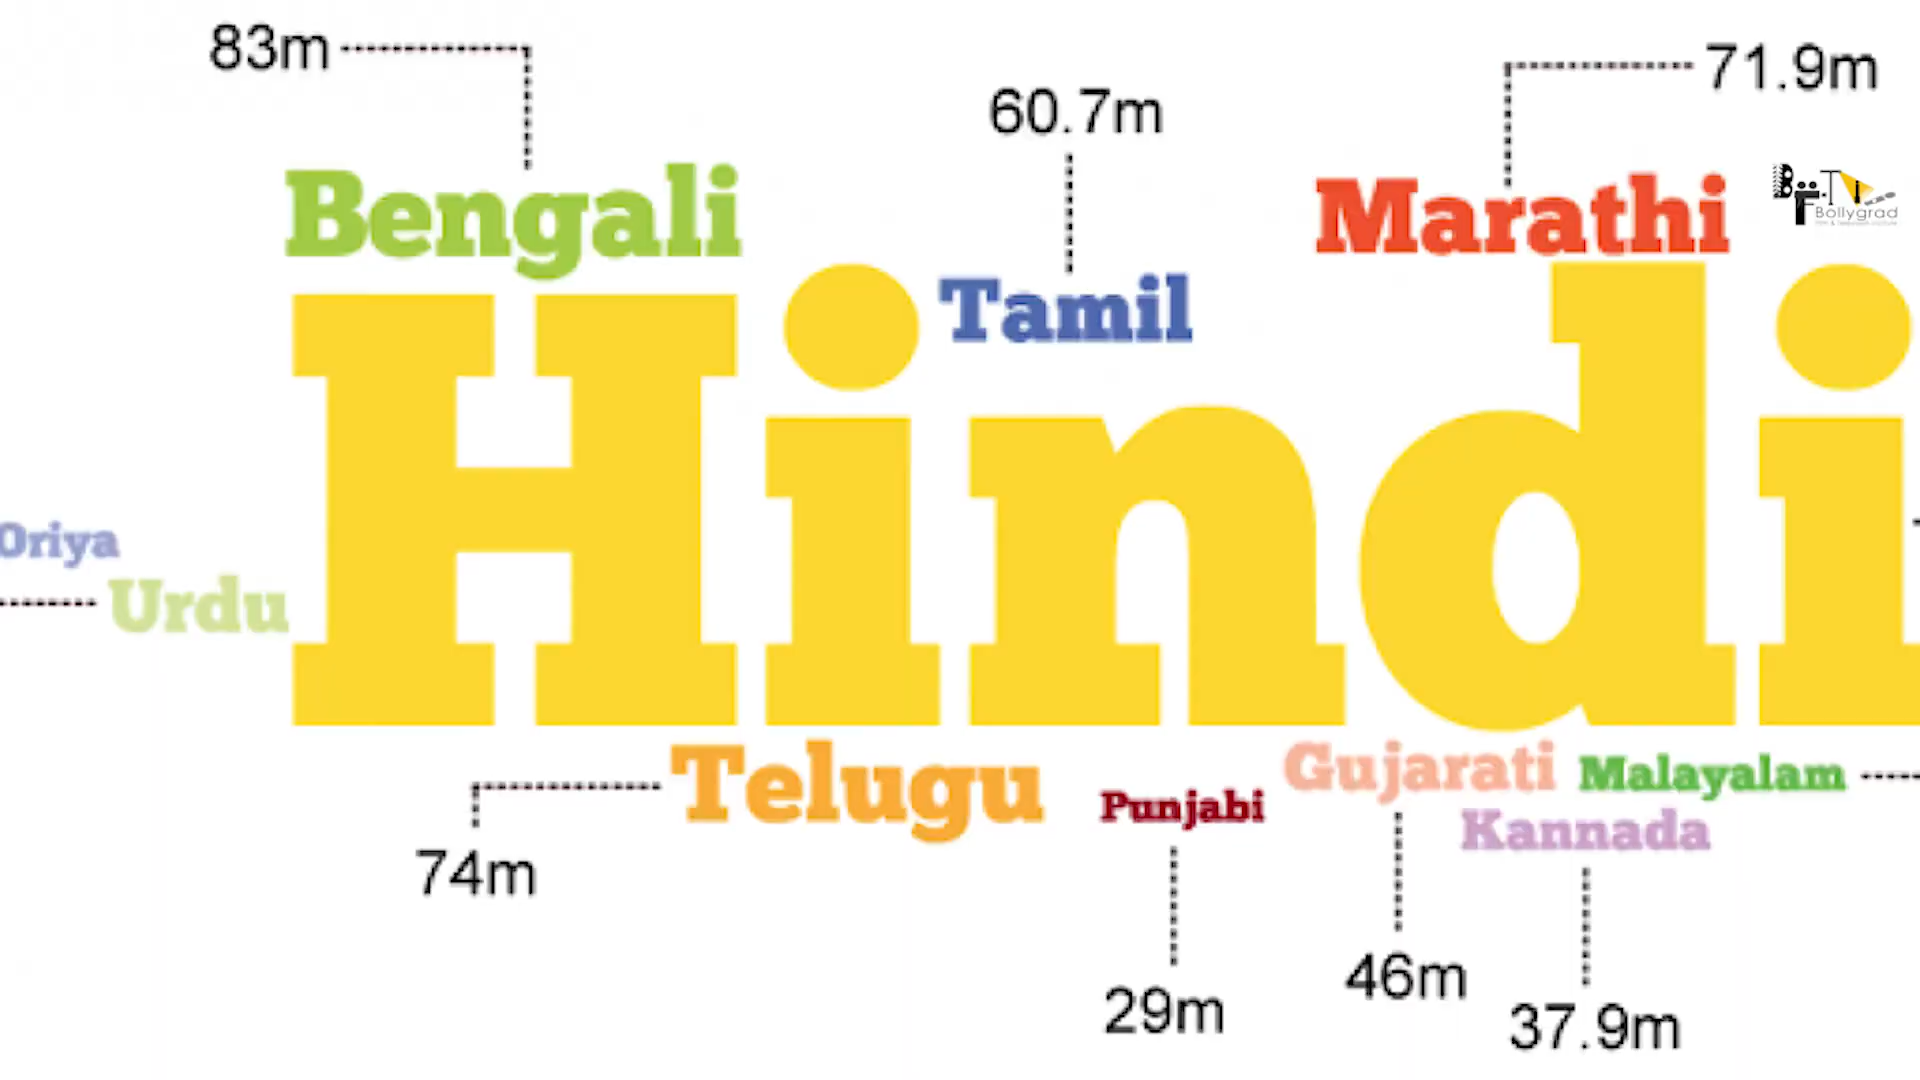 83m
71.9m
60.7m
Bengali
Marathi
Bollygrad
Tamil
Hindi
Oriya
Urdu
Telugu
Gujarati
Malayalam
Punjabi
Kannada
74m
46m
29m
37.9m